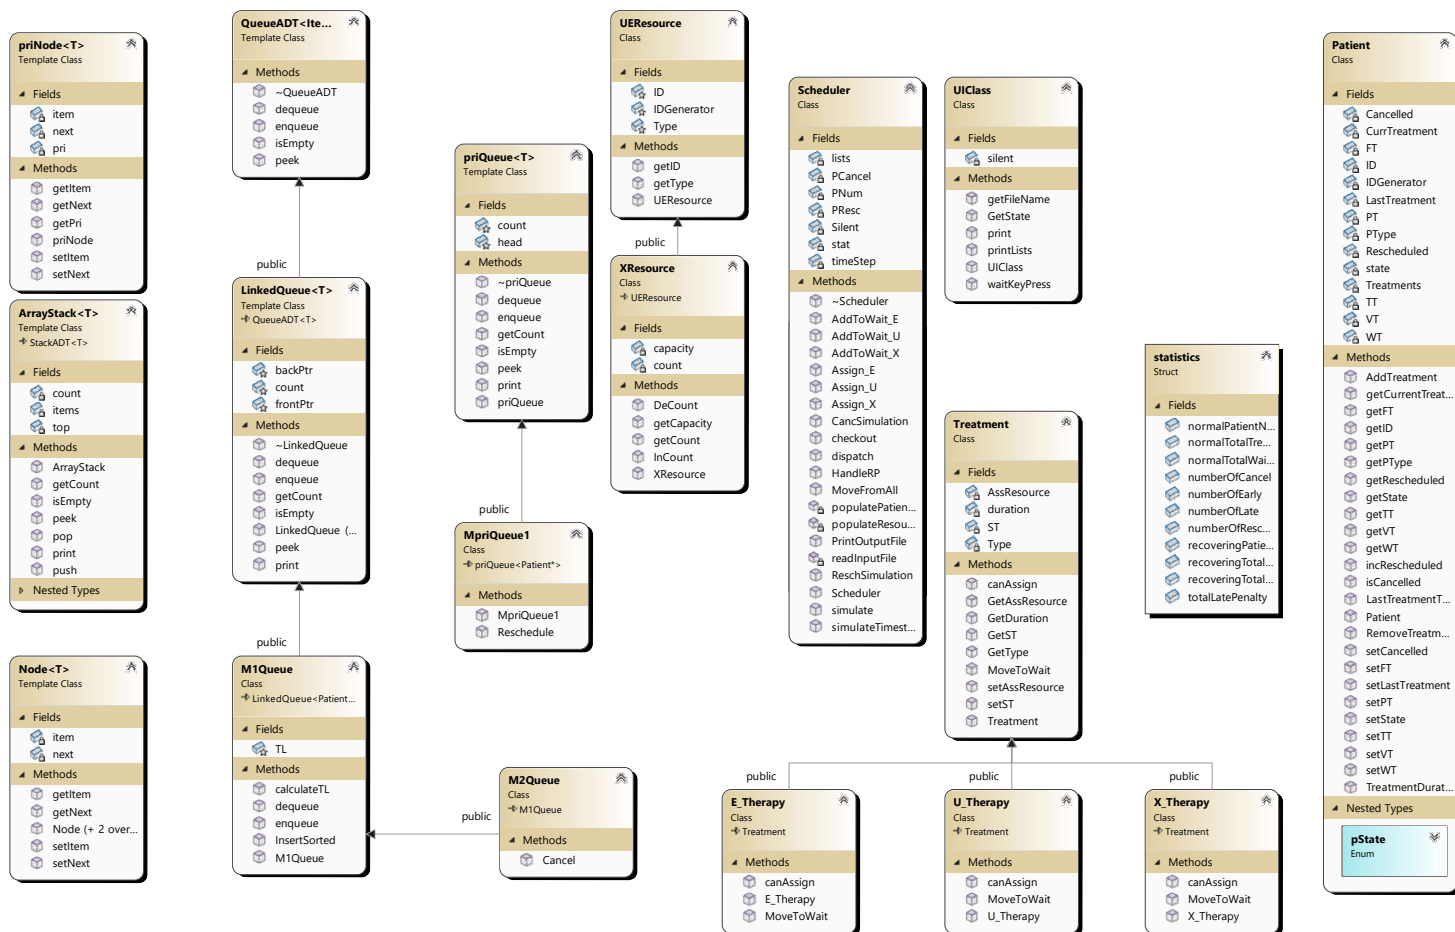 priNode<T>
Template Class
Fields
item
next
pri
Methods
getItem
getNext
getPri
priNode
setItem
setNext
ArrayStack<T>
Template Class
StackADT<T>
Fields
count
items
top
Methods
ArrayStack
getCount
isEmpty
peek
pop
print
push
Nested Types
Node<T>
Template Class
Fields
item
next
Methods
getItem
getNext
Node (+ 2 over...
setItem
setNext
QueueADT<Ite...
Template Class
Methods
~QueueADT
dequeue
enqueue
isEmpty
peek
public
LinkedQueue<T>
Template Class
QueueADT<T>
Fields
backPtr
count
frontPtr
Methods
~LinkedQueue
dequeue
enqueue
getCount
isEmpty
LinkedQueue (...
peek
print
public
M1Queue
Class
LinkedQueue<Patient...
Fields
TL
Methods
calculateTL
dequeue
enqueue
InsertSorted
M1Queue
public
M2Queue
Class
M1Queue
Methods
Cancel
priQueue<T>
Template Class
Fields
count
head
Methods
~priQueue
dequeue
enqueue
getCount
isEmpty
peek
print
priQueue
public
MpriQueue1
Class
priQueue<Patient*>
Methods
MpriQueue1
Reschedule
UEResource
Class
Fields
ID
IDGenerator
Type
Methods
getID
getType
UEResource
public
XResource
Class
UEResource
Fields
capacity
count
Methods
DeCount
getCapacity
getCount
InCount
XResource
Scheduler
Class
Fields
lists
PCancel
PNum
PResc
Silent
stat
timeStep
Methods
~Scheduler
AddToWait_E
AddToWait_U
AddToWait_X
Assign_E
Assign_U
Assign_X
CancSimulation
checkout
dispatch
HandleRP
MoveFromAll
populatePatien...
populateResou...
PrintOutputFile
readInputFile
ReschSimulation
Scheduler
simulate
simulateTimest...
UIClass
Class
Fields
silent
Methods
getFileName
GetState
print
printLists
UIClass
waitKeyPress
Treatment
Class
Fields
AssResource
duration
ST
Type
Methods
canAssign
GetAssResource
GetDuration
GetST
GetType
MoveToWait
setAssResource
setST
Treatment
public
public
public
E_Therapy
Class
Treatment
Methods
canAssign
E_Therapy
MoveToWait
U_Therapy
Class
Treatment
Methods
canAssign
MoveToWait
U_Therapy
X_Therapy
Class
Treatment
Methods
canAssign
MoveToWait
X_Therapy
statistics
Struct
Fields
normalPatientN...
normalTotalTre...
normalTotalWai...
numberOfCancel
numberOfEarly
numberOfLate
numberOfResc...
recoveringPatie...
recoveringTotal...
recoveringTotal...
totalLatePenalty
Patient
Class
Fields
Cancelled
CurrTreatment
FT
ID
IDGenerator
LastTreatment
PT
PType
Rescheduled
state
Treatments
TT
VT
WT
Methods
AddTreatment
getCurrentTreat...
getFT
getID
getPT
getPType
getRescheduled
getState
getTT
getVT
getWT
incRescheduled
isCancelled
LastTreatmentT...
Patient
RemoveTreatm...
setCancelled
setFT
setLastTreatment
setPT
setState
setTT
setVT
setWT
TreatmentDurat...
Nested Types
pState
Enum